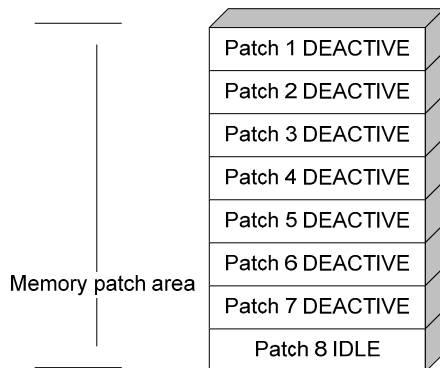 Patch 1 DEACTIVE
Patch 2 DEACTIVE
Patch 3 DEACTIVE
Patch 4 DEACTIVE
Patch 5 DEACTIVE
Patch 6 DEACTIVE
Memory patch area
Patch 7 DEACTIVE
Patch 8 IDLE